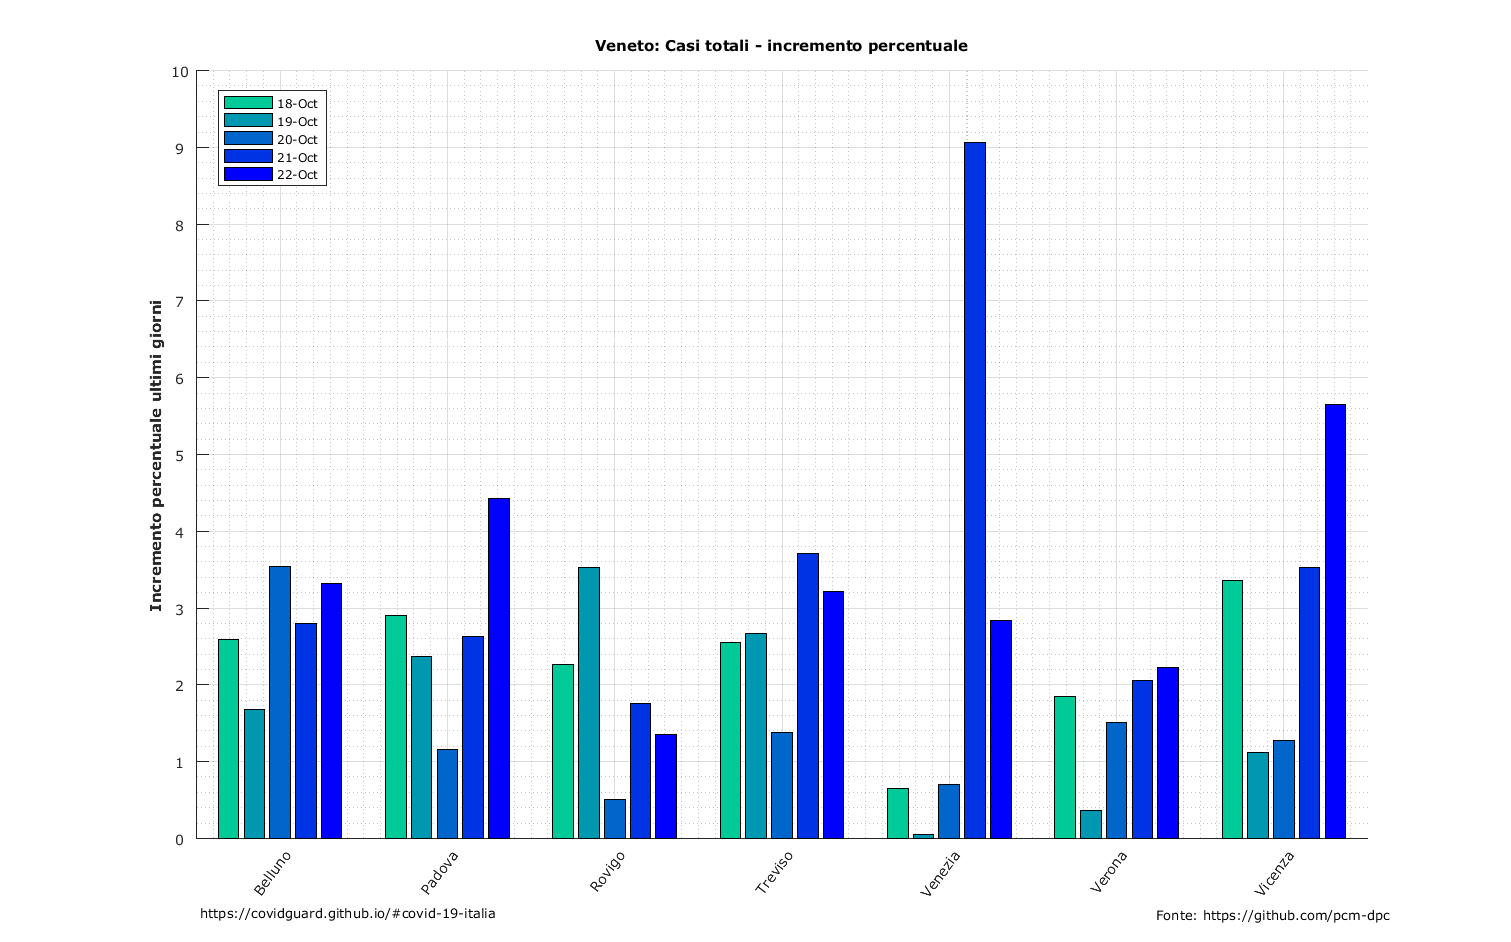 Veneto: Casi totali - incremento percentuale
Incremento percentuale ultimi giorni
10
9
8
7
6
5
4
3
2
1
0
18-Oct
19-Oct
20-Oct
21-Oct
22-Oct
Belluno
Padova
Rovigo
Treviso
Venezia
Verona
Vicenza
https://covidguard.github.io/#covid-19-italia
Fonte: https://github.com/pcm-dpc